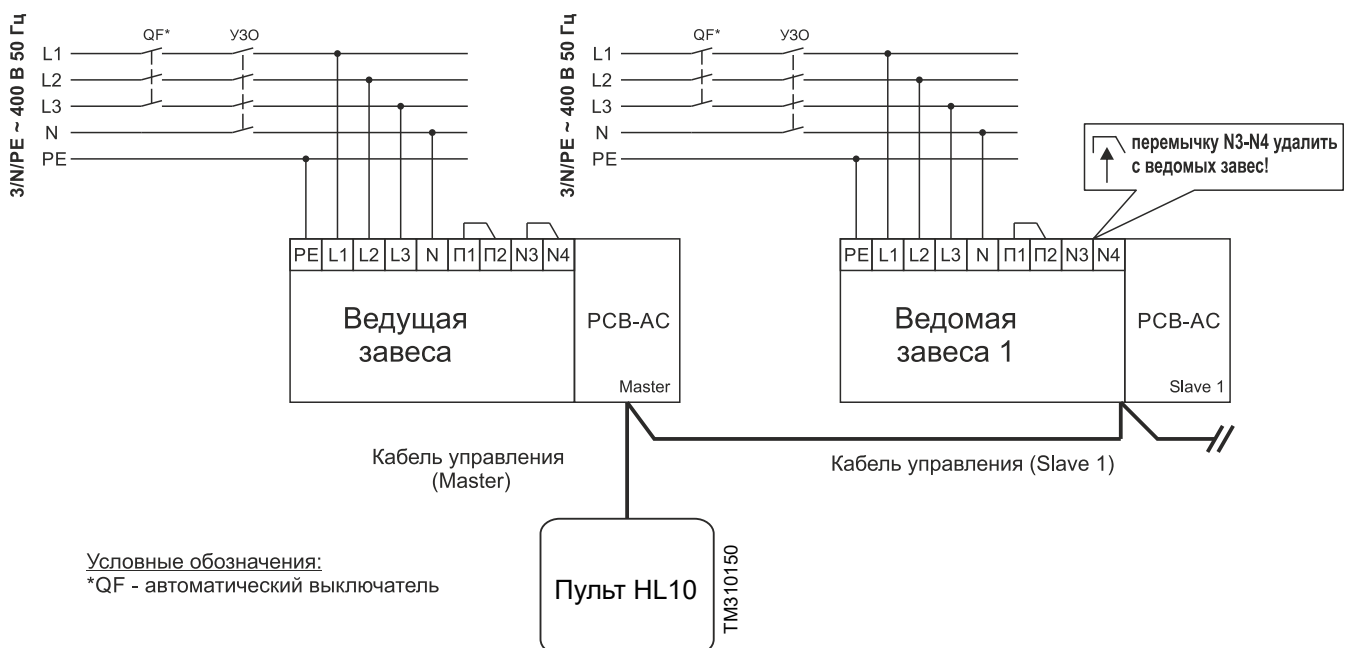 3/N/PE ~ 400 В 50 Гц
QF*
УЗО
L1
L2
L3
N
PE
3/N/PE ~ 400 В 50 Гц
QF*
УЗО
L1
L2
L3
N
PE
перемычку N3-N4 удалить
с ведомых завес!
PE L1 L2 L3 N П1 П2 N3 N4
Ведущая
завеса
PCB-AC
Master
PE L1 L2 L3 N П1 П2 N3 N4
Ведомая
завеса 1
PCB-AC
Slave 1
Кабель управления
(Master)
Кабель управления (Slave 1)
Условные обозначения:
*QF - автоматический выключатель
Пульт HL10
TM310150